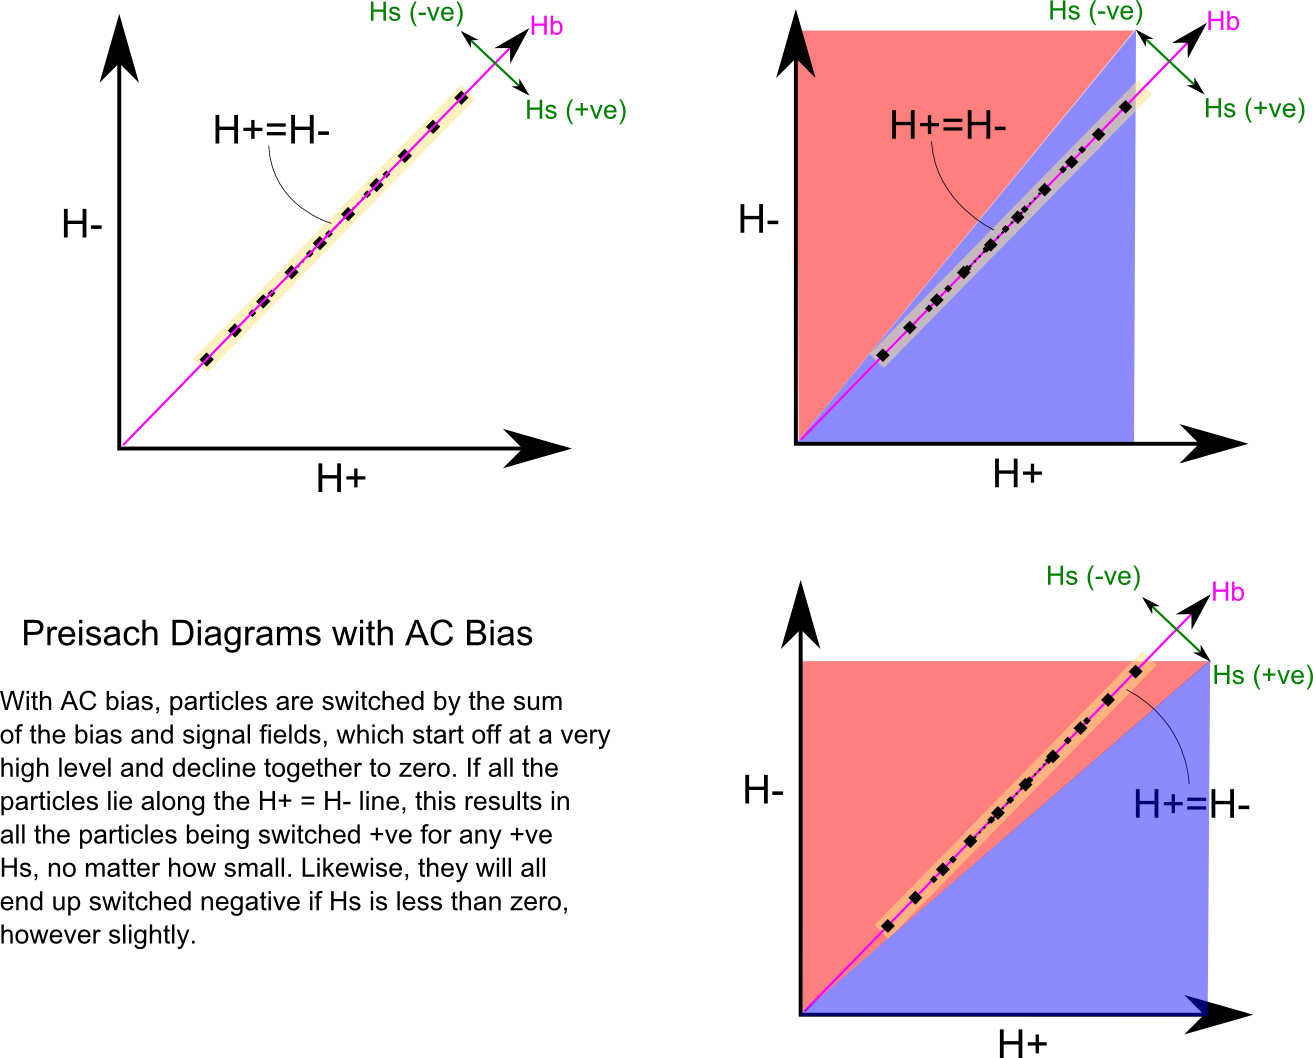 Hs (-ve)
Hb
Hs (+ve)
H+=H-
H-
H+
Hs (-ve)
Hb
Hs (+ve)
H+=H-
H-
H+
Preisach Diagrams with AC Bias
With AC bias, particles are switched by the sum
of the bias and signal fields, which start off at a very
high level and decline together to zero. If all the
particles lie along the H+ = H- line, this results in
all the particles being switched +ve for any +ve
Hs, no matter how small. Likewise, they will all
end up switched negative if Hs is less than zero,
however slightly.
Hs (-ve)
Hb
Hs (+ve)
H-
H+=H-
H+